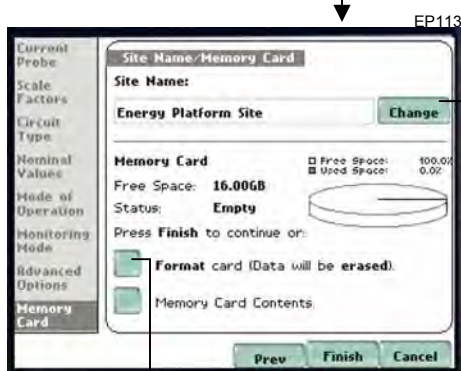 EP113
Current
Probe
Scale
Factors
Circuit
Type
Nominal
Values
Mode of
Operation
Monitoring
Mode
Advanced
Options
Memory
Card
Site Name/Memory Card
Site Name:
Energy Platform Site
Change
Memory Card
Free Space: 100.0%
Used Space: 0.0%
Free Space: 16.00GB
Status: Empty
Press Finish to continue or:
Format card (Data will be erased).
Memory Card Contents.
Prev
Finish
Cancel